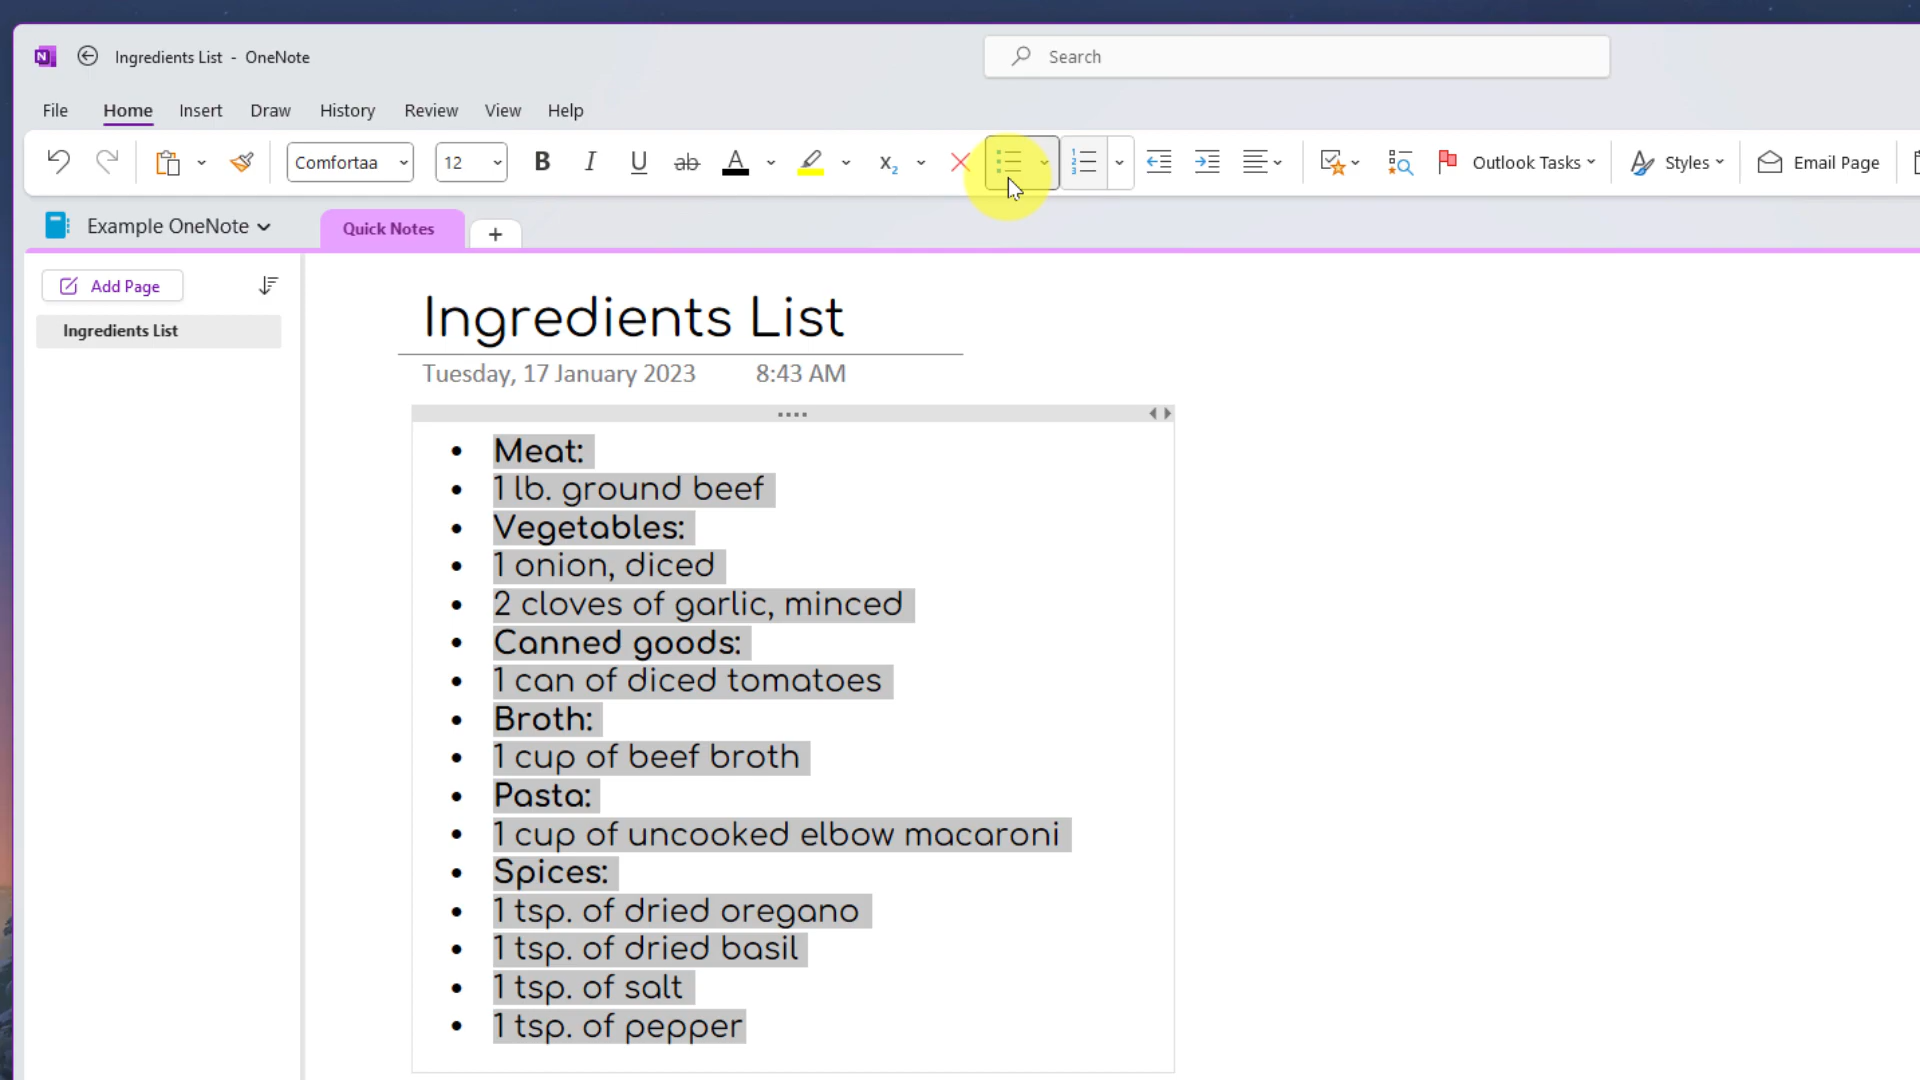 Ingredients List - OneNote
Search
File Home Insert Draw History Review View Help
Comfortaa 12 B I U ab A X2 Outlook Tasks Styles Email Page
Example OneNote Quick Notes +
Add Page
Ingredients List
Ingredients List
Tuesday, 17 January 2023 8:43 AM
• Meat:
• 1 lb. ground beef
• Vegetables:
• 1 onion, diced
• 2 cloves of garlic, minced
• Canned goods:
• 1 can of diced tomatoes
• Broth:
• 1 cup of beef broth
• Pasta:
• 1 cup of uncooked elbow macaroni
• Spices:
• 1 tsp. of dried oregano
• 1 tsp. of dried basil
• 1 tsp. of salt
• 1 tsp. of pepper